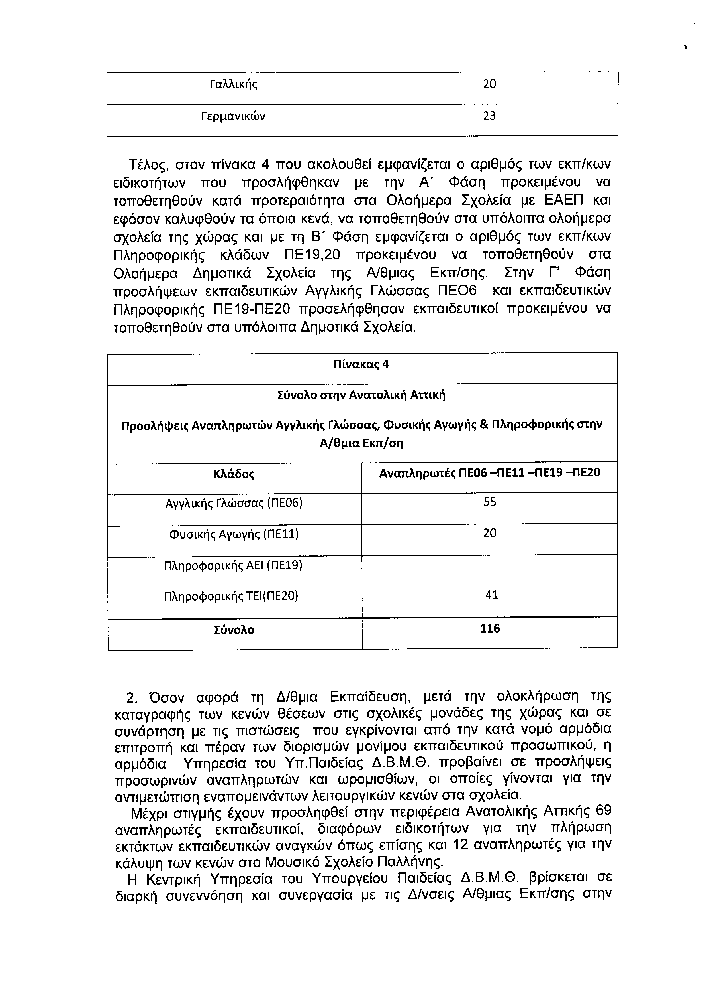 Γαλλικής 20
Γερμανικών 23
Τέλος, στον πίνακα 4 που ακολουθεί εμφανίζεται ο αριθμός των εκπ/κων
ειδικοτήτων που προσλήφθηκαν με την Α΄ Φάση προκειμένου να
τοποθετηθούν κατά προτεραιότητα στα Ολοήμερα Σχολεία με ΕΑΕΠ και
εφόσον καλυφθούν τα όποια κενά, να τοποθετηθούν στα υπόλοιπα ολοήμερα
σχολεία της χώρας και με τη Β΄ Φάση εμφανίζεται ο αριθμός των εκπ/κων
Πληροφορικής κλάδων ΠΕ19,20 προκειμένου να τοποθετηθούν στα
Ολοήμερα Δημοτικά Σχολεία της Α/θμιας Εκπ/σης. Στην Γ’ Φάση
προσλήψεων εκπαιδευτικών Αγγλικής Γλώσσας ΠΕΟ6 και εκπαιδευτικών
Πληροφορικής ΠΕ19-ΠΕ20 προσελήφθησαν εκπαιδευτικοί προκειμένου να
τοποθετηθούν στα υπόλοιπα Δημοτικά Σχολεία.
Πίνακας 4
Σύνολο στην Ανατολική Αττική
Προσλήψεις Αναπληρωτών Αγγλικής Γλώσσας, Φυσικής Αγωγής & Πληροφορικής στην
Α/θμια Εκπ/ση
Κλάδος Αναπληρωτές ΠΕ06 –ΠΕ11 –ΠΕ19 –ΠΕ20
Αγγλικής Γλώσσας (ΠΕ06) 55
Φυσικής Αγωγής (ΠΕ11) 20
Πληροφορικής ΑΕΙ (ΠΕ19)
Πληροφορικής ΤΕΙ(ΠΕ20) 41
Σύνολο 116
2. Όσον αφορά τη Δ/θμια Εκπαίδευση, μετά την ολοκλήρωση της
καταγραφής των κενών θέσεων στις σχολικές μονάδες της χώρας και σε
συνάρτηση με τις πιστώσεις που εγκρίνονται από την κατά νομό αρμόδια
επιτροπή και πέραν των διορισμών μονίμου εκπαιδευτικού προσωπικού, η
αρμόδια Υπηρεσία του Υπ.Παιδείας Δ.Β.Μ.Θ. προβαίνει σε προσλήψεις
προσωρινών αναπληρωτών και ωρομισθίων, οι οποίες γίνονται για την
αντιμετώπιση εναπομεινάντων λειτουργικών κενών στα σχολεία.
Μέχρι στιγμής έχουν προσληφθεί στην περιφέρεια Ανατολικής Αττικής 69
αναπληρωτές εκπαιδευτικοί, διαφόρων ειδικοτήτων για την πλήρωση
εκτάκτων εκπαιδευτικών αναγκών όπως επίσης και 12 αναπληρωτές για την
κάλυψη των κενών στο Μουσικό Σχολείο Παλλήνης.
Η Κεντρική Υπηρεσία του Υπουργείου Παιδείας Δ.Β.Μ.Θ. βρίσκεται σε
διαρκή συνεννόηση και συνεργασία με τις Δ/νσεις Α/θμιας Εκπ/σης στην